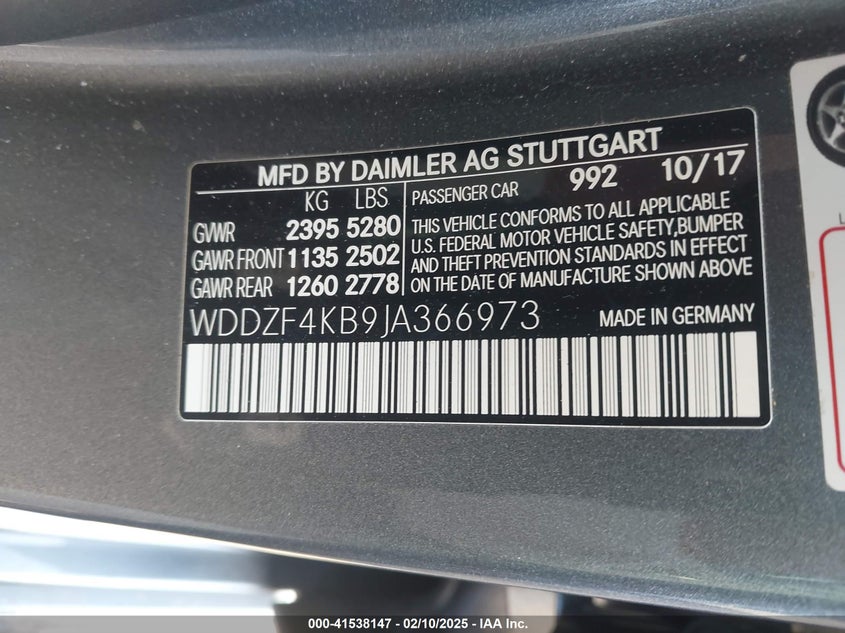 MFD BY DAIMLER AG STUTTGART
KG LBS
GVWR 2395 5280
GAWR FRONT 1135 2502
GAWR REAR 1260 2778
PASSENGER CAR 992 10/17
THIS VEHICLE CONFORMS TO ALL APPLICABLE
U.S. FEDERAL MOTOR VEHICLE SAFETY,BUMPER
AND THEFT PREVENTION STANDARDS IN EFFECT
ON THE DATE OF MANUFACTURE SHOWN ABOVE
WDDZF4KB9JA366973 MADE IN GERMANY
000-41538147 - 02/10/2025 - IAA Inc.